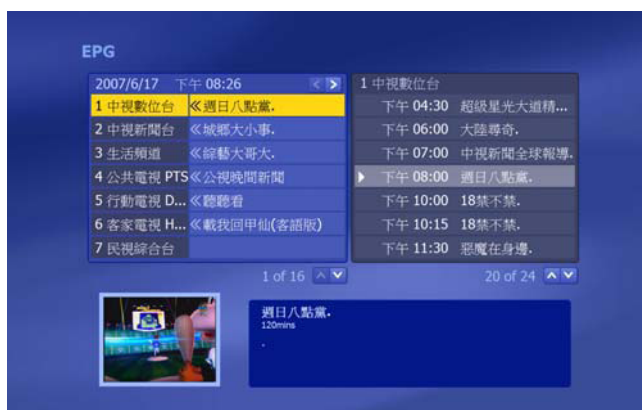 EPG
2007/6/17 下午 08:26
1 中視數位台 ≪週日八點黨.
2 中視新聞台 ≪城鄉大小事.
3 生活頻道 ≪綜藝大哥大.
4 公共電視 PTS ≪公視晚間新聞
5 行動電視 D... ≪聽聽看
6 客家電視 H... ≪載我回甲仙(客語版)
7 民視綜合台
1 of 16
1 中視數位台
下午 04:30 超級星光大道精...
下午 06:00 大陸尋奇.
下午 07:00 中視新聞全球報導.
下午 08:00 週日八點黨.
下午 10:00 18禁不禁.
下午 10:15 18禁不禁.
下午 11:30 惡魔在身邊.
20 of 24
週日八點黨.
120mins
.